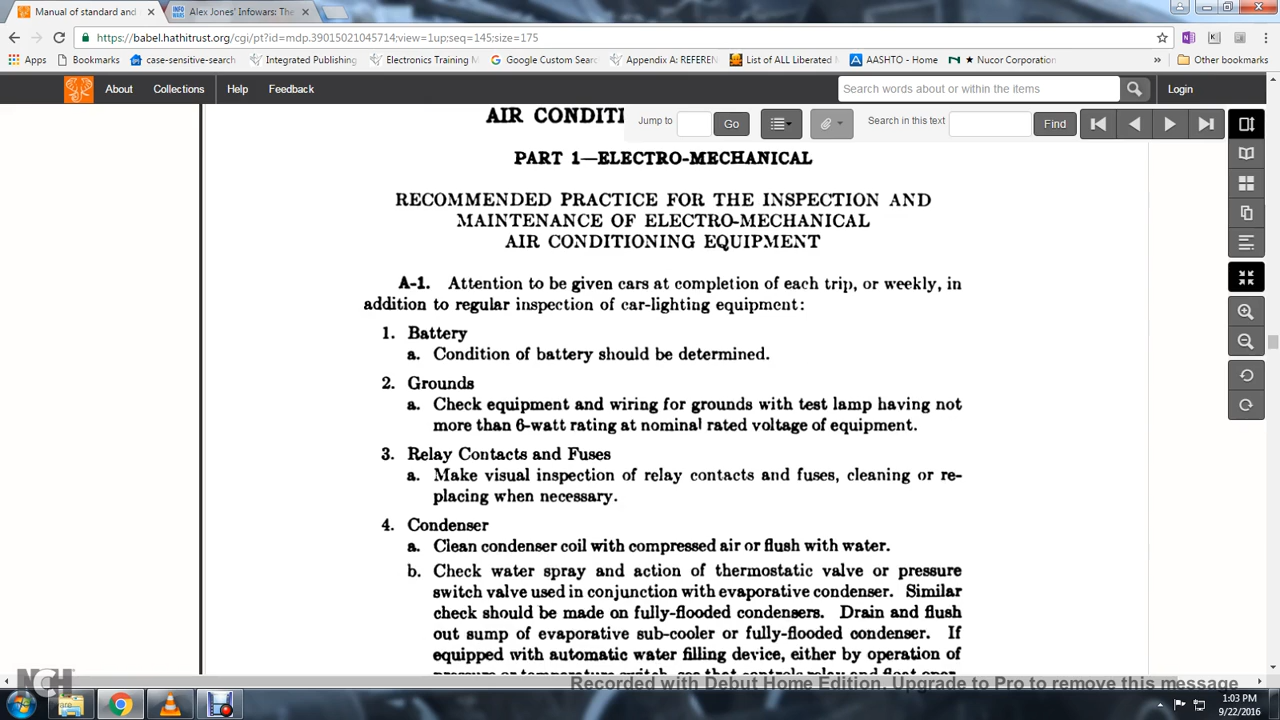 Manual of standard and
Alex Jones' Infowars: The
https://babel.hathitrust.org/cgi/pt?id=mdp.39015021045714;view=1up;seq=145;size=175
Apps Bookmarks case-sensitive-search Integrated Publishing Electronics Training M Google Custom Searc Appendix A: REFEREN List of ALL Liberated AASHTO - Home ★ Nucor Corporation » Other bookmarks
About Collections Help Feedback Search words about or within the items Login
AIR CONDITI Jump to Go Search in this text Find
PART 1—ELECTRO-MECHANICAL
RECOMMENDED PRACTICE FOR THE INSPECTION AND
MAINTENANCE OF ELECTRO-MECHANICAL
AIR CONDITIONING EQUIPMENT
A-1. Attention to be given cars at completion of each trip, or weekly, in
addition to regular inspection of car-lighting equipment:
1. Battery
a. Condition of battery should be determined.
2. Grounds
a. Check equipment and wiring for grounds with test lamp having not
more than 6-watt rating at nominal rated voltage of equipment.
3. Relay Contacts and Fuses
a. Make visual inspection of relay contacts and fuses, cleaning or re-
placing when necessary.
4. Condenser
a. Clean condenser coil with compressed air or flush with water.
b. Check water spray and action of thermostatic valve or pressure
switch valve used in conjunction with evaporative condenser. Similar
check should be made on fully-flooded condensers. Drain and flush
out sump of evaporative sub-cooler or fully-flooded condenser. If
equipped with automatic water filling device, either by operation of
Recorded with Debut Home Edition. Upgrade to Pro to remove this message
NCH
1:03 PM
9/22/2016